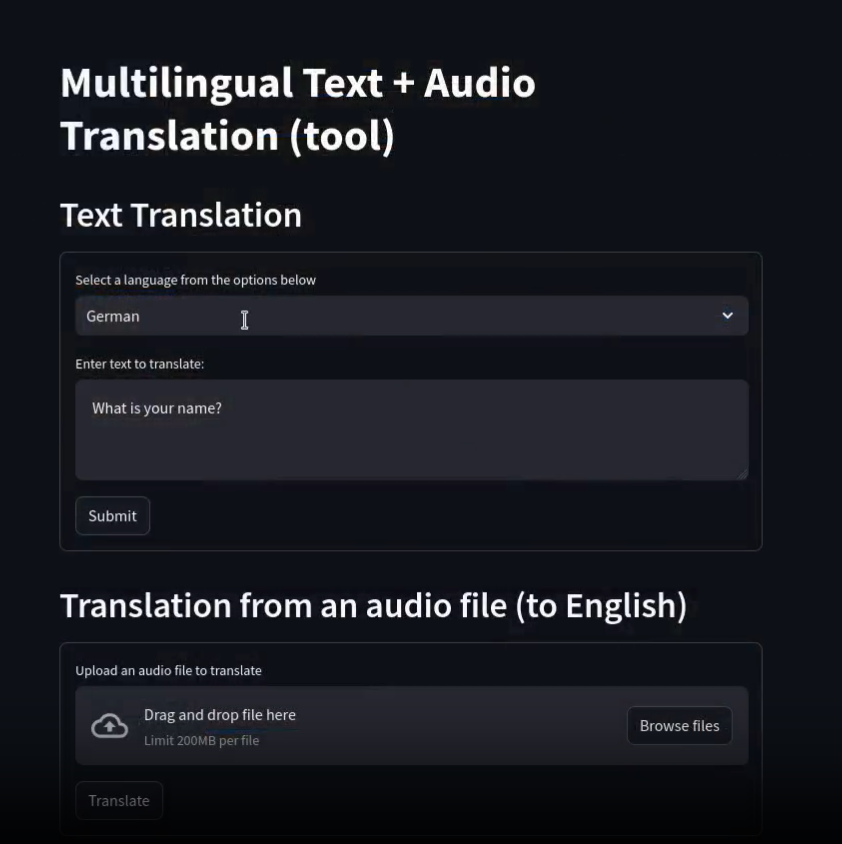 Multilingual Text + Audio
Translation (tool)
Text Translation
Select a language from the options below
German
Enter text to translate:
What is your name?
Submit
Translation from an audio file (to English)
Upload an audio file to translate
Drag and drop file here
Limit 200MB per file
Browse files
Translate